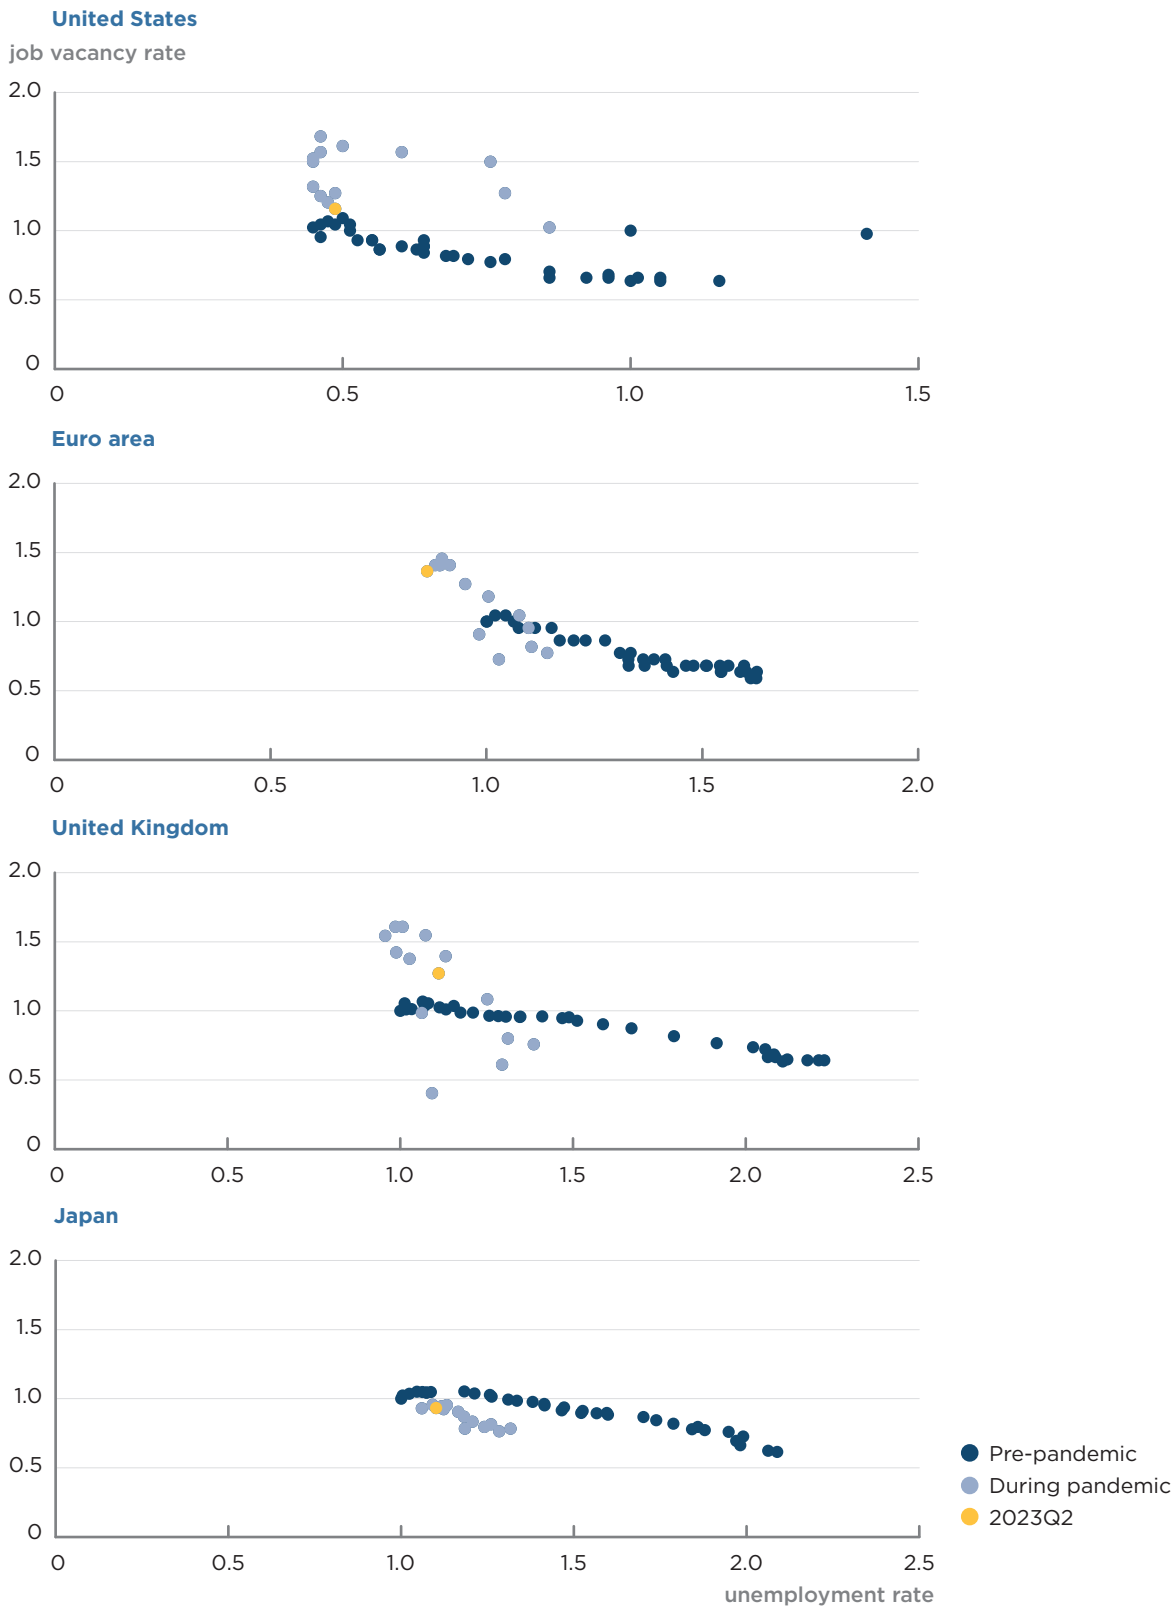 United States
job vacancy rate
2.0
1.5
1.0
0.5
0
0 0.5 1.0 1.5
Euro area
2.0
1.5
1.0
0.5
0
0 0.5 1.0 1.5 2.0
United Kingdom
2.0
1.5
1.0
0.5
0
0 0.5 1.0 1.5 2.0 2.5
Japan
2.0
1.5
1.0
0.5
0
0 0.5 1.0 1.5 2.0 2.5
unemployment rate
Pre-pandemic
During pandemic
2023Q2